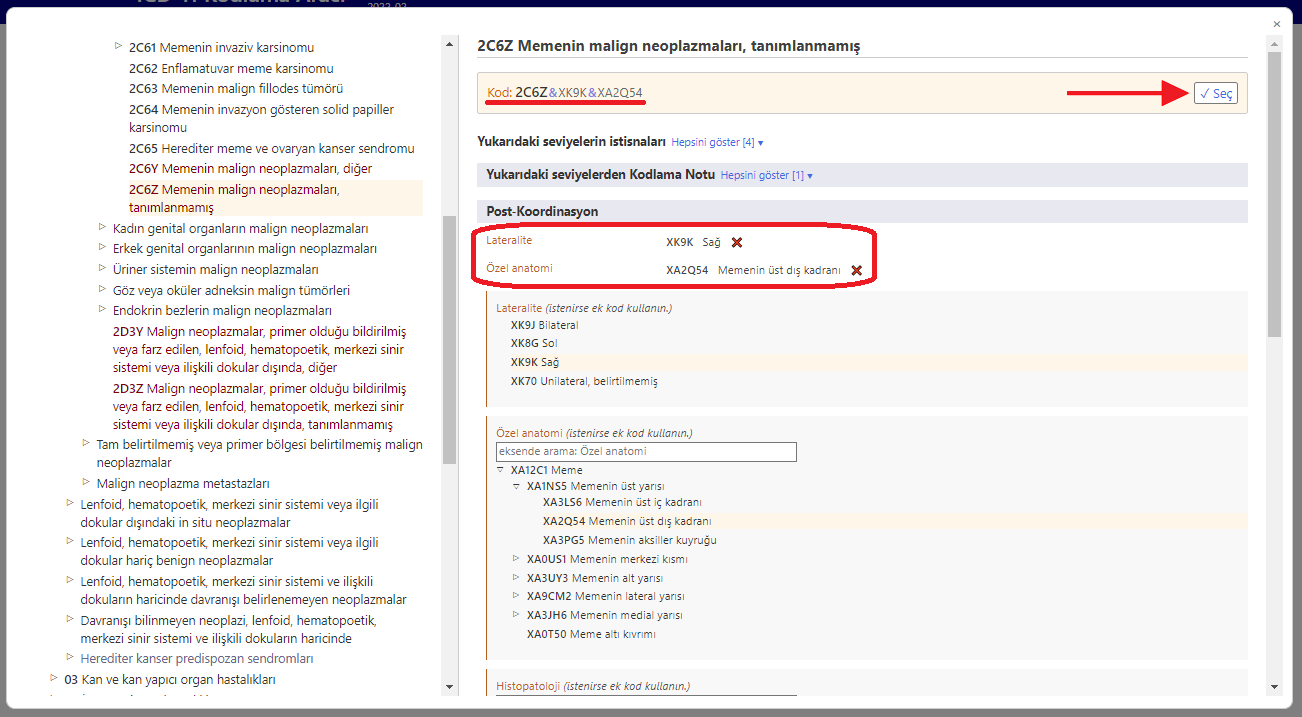 2022-02
×
2C61 Memenin invaziv karsinomu
2C62 Enflamatuvar meme karsinomu
2C63 Memenin malign fillodes tümörü
2C64 Memenin invazyon gösteren solid papiller
karsinomu
2C65 Herediter meme ve ovaryan kanser sendromu
2C6Y Memenin malign neoplazmaları, diğer
2C6Z Memenin malign neoplazmaları,
tanımlanmamış
Kadın genital organların malign neoplazmaları
Erkek genital organlarının malign neoplazmaları
Üriner sistemin malign neoplazmaları
Göz veya oküler adneksin malign tümörleri
Endokrin bezlerin malign neoplazmaları
2D3Y Malign neoplazmalar, primer olduğu bildirilmiş
veya farz edilen, lenfoid, hematopoetik, merkezi sinir
sistemi veya ilişkili dokular dışında, diğer
2D3Z Malign neoplazmalar, primer olduğu bildirilmiş
veya farz edilen, lenfoid, hematopoetik, merkezi sinir
sistemi veya ilişkili dokular dışında, tanımlanmamış
Tam belirtilmemiş veya primer bölgesi belirtilmemiş malign
neoplazmalar
Malign neoplazma metastazları
Lenfoid, hematopoetik, merkezi sinir sistemi veya ilgili
dokular dışındaki in situ neoplazmalar
Lenfoid, hematopoetik, merkezi sinir sistemi veya ilgili
dokular hariç benign neoplazmalar
Lenfoid, hematopoetik, merkezi sinir sistemi ve ilişkili
dokuların haricinde davranışı belirlenemeyen neoplazmalar
Davranışı bilinmeyen neoplazi, lenfoid, hematopoetik,
merkezi sinir sistemi ve ilişkili dokuların haricinde
Herediter kanser predispozan sendromları
03 Kan ve kan yapıcı organ hastalıkları
2C6Z Memenin malign neoplazmaları, tanımlanmamış
Kod: 2C6Z&XK9K&XA2Q54
✓ Seç
Yukarıdaki seviyelerin istisnaları Hepsini göster [4] ▾
Yukarıdaki seviyelerden Kodlama Notu Hepsini göster [1] ▾
Post-Koordinasyon
Lateralite XK9K Sağ
Özel anatomi XA2Q54 Memenin üst dış kadranı
Lateralite (istenirse ek kod kullanın.)
XK9J Bilateral
XK8G Sol
XK9K Sağ
XK70 Unilateral, belirtilmemiş
Özel anatomi (istenirse ek kod kullanın.)
eksende arama: Özel anatomi
XA12C1 Meme
XA1NS5 Memenin üst yarısı
XA3LS6 Memenin üst iç kadranı
XA2Q54 Memenin üst dış kadranı
XA3PG5 Memenin aksiller kuyruğu
XA0US1 Memenin merkezi kısmı
XA3UY3 Memenin alt yarısı
XA9CM2 Memenin lateral yarısı
XA3JH6 Memenin medial yarısı
XA0T50 Meme altı kıvrımı
Histopatoloji (istenirse ek kod kullanın.)